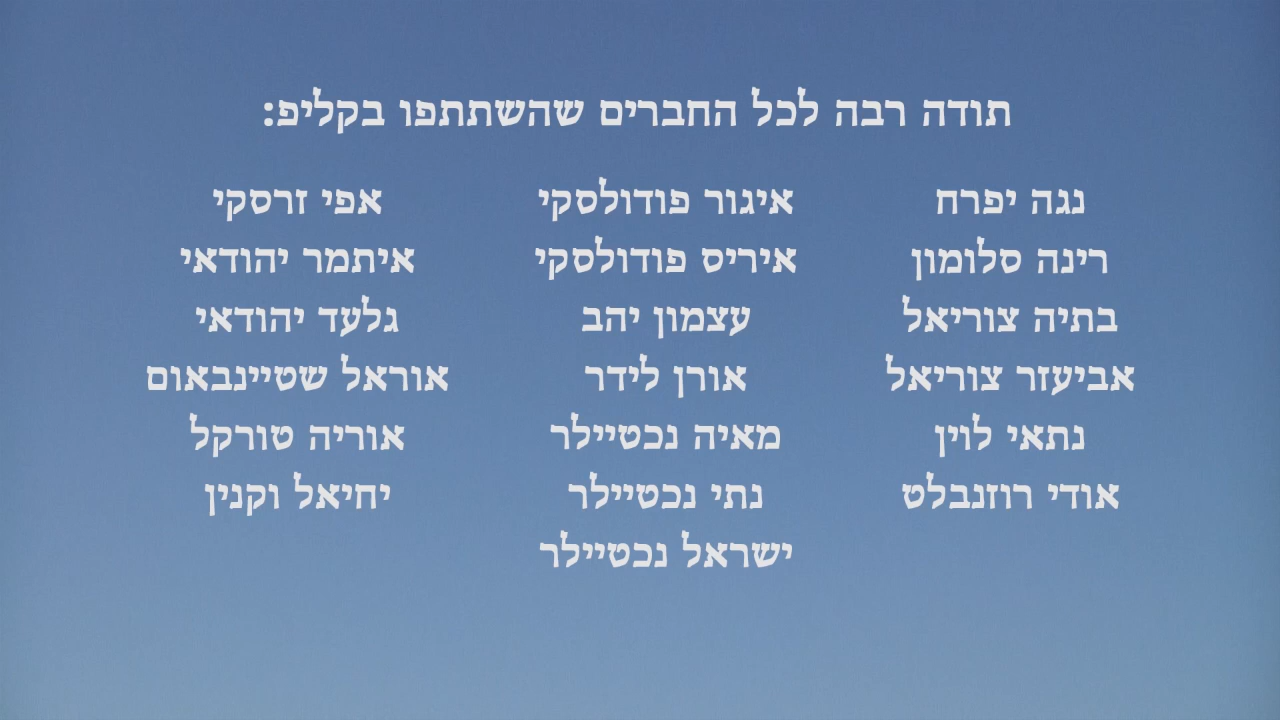 תודה רבה לכל החברים שהשתתפו בקליפ:
נגה יפרח
רינה סלומון
בתיה צוריאל
אביעזר צוריאל
נתאי לוין
אודי רוזנבלט
איגור פודולסקי
איריס פודולסקי
עצמון יהב
אורן לידר
מאיה נכטיילר
נתי נכטיילר
ישראל נכטיילר
אפי זרסקי
איתמר יהודאי
גלעד יהודאי
אוראל שטיינבאום
אוריה טורקל
יחיאל וקנין